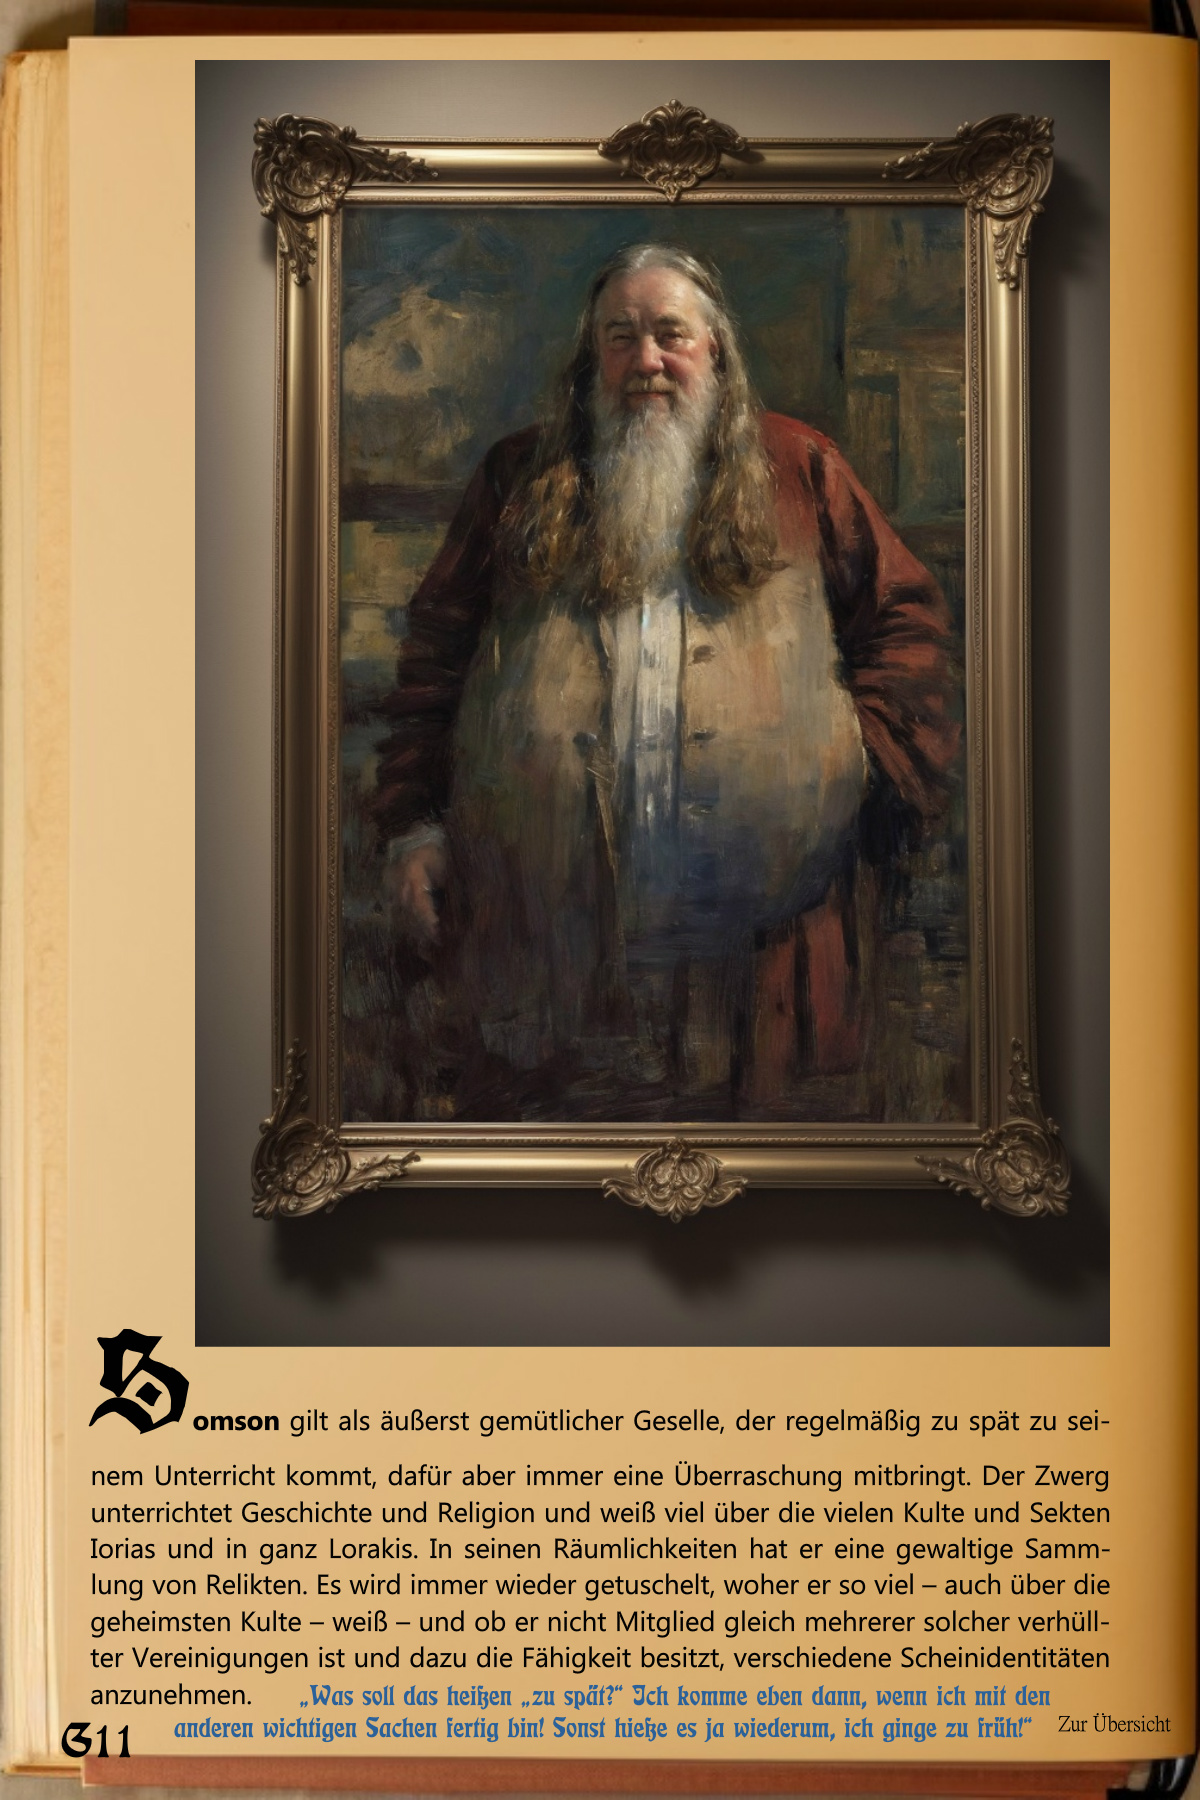 Somson gilt als äußerst gemütlicher Geselle, der regelmäßig zu spät zu sei-
nem Unterricht kommt, dafür aber immer eine Überraschung mitbringt. Der Zwerg
unterrichtet Geschichte und Religion und weiß viel über die vielen Kulte und Sekten
Iorias und in ganz Lorakis. In seinen Räumlichkeiten hat er eine gewaltige Samm-
lung von Relikten. Es wird immer wieder getuschelt, woher er so viel – auch über die
geheimsten Kulte – weiß – und ob er nicht Mitglied gleich mehrerer solcher verhüll-
ter Vereinigungen ist und dazu die Fähigkeit besitzt, verschiedene Scheinidentitäten
anzunehmen. „Was soll das heißen „zu spät?“ Ich komme eben dann, wenn ich mit den
anderen wichtigen Sachen fertig bin! Sonst hieße es ja wiederum, ich ginge zu früh!“
Zur Übersicht
G11